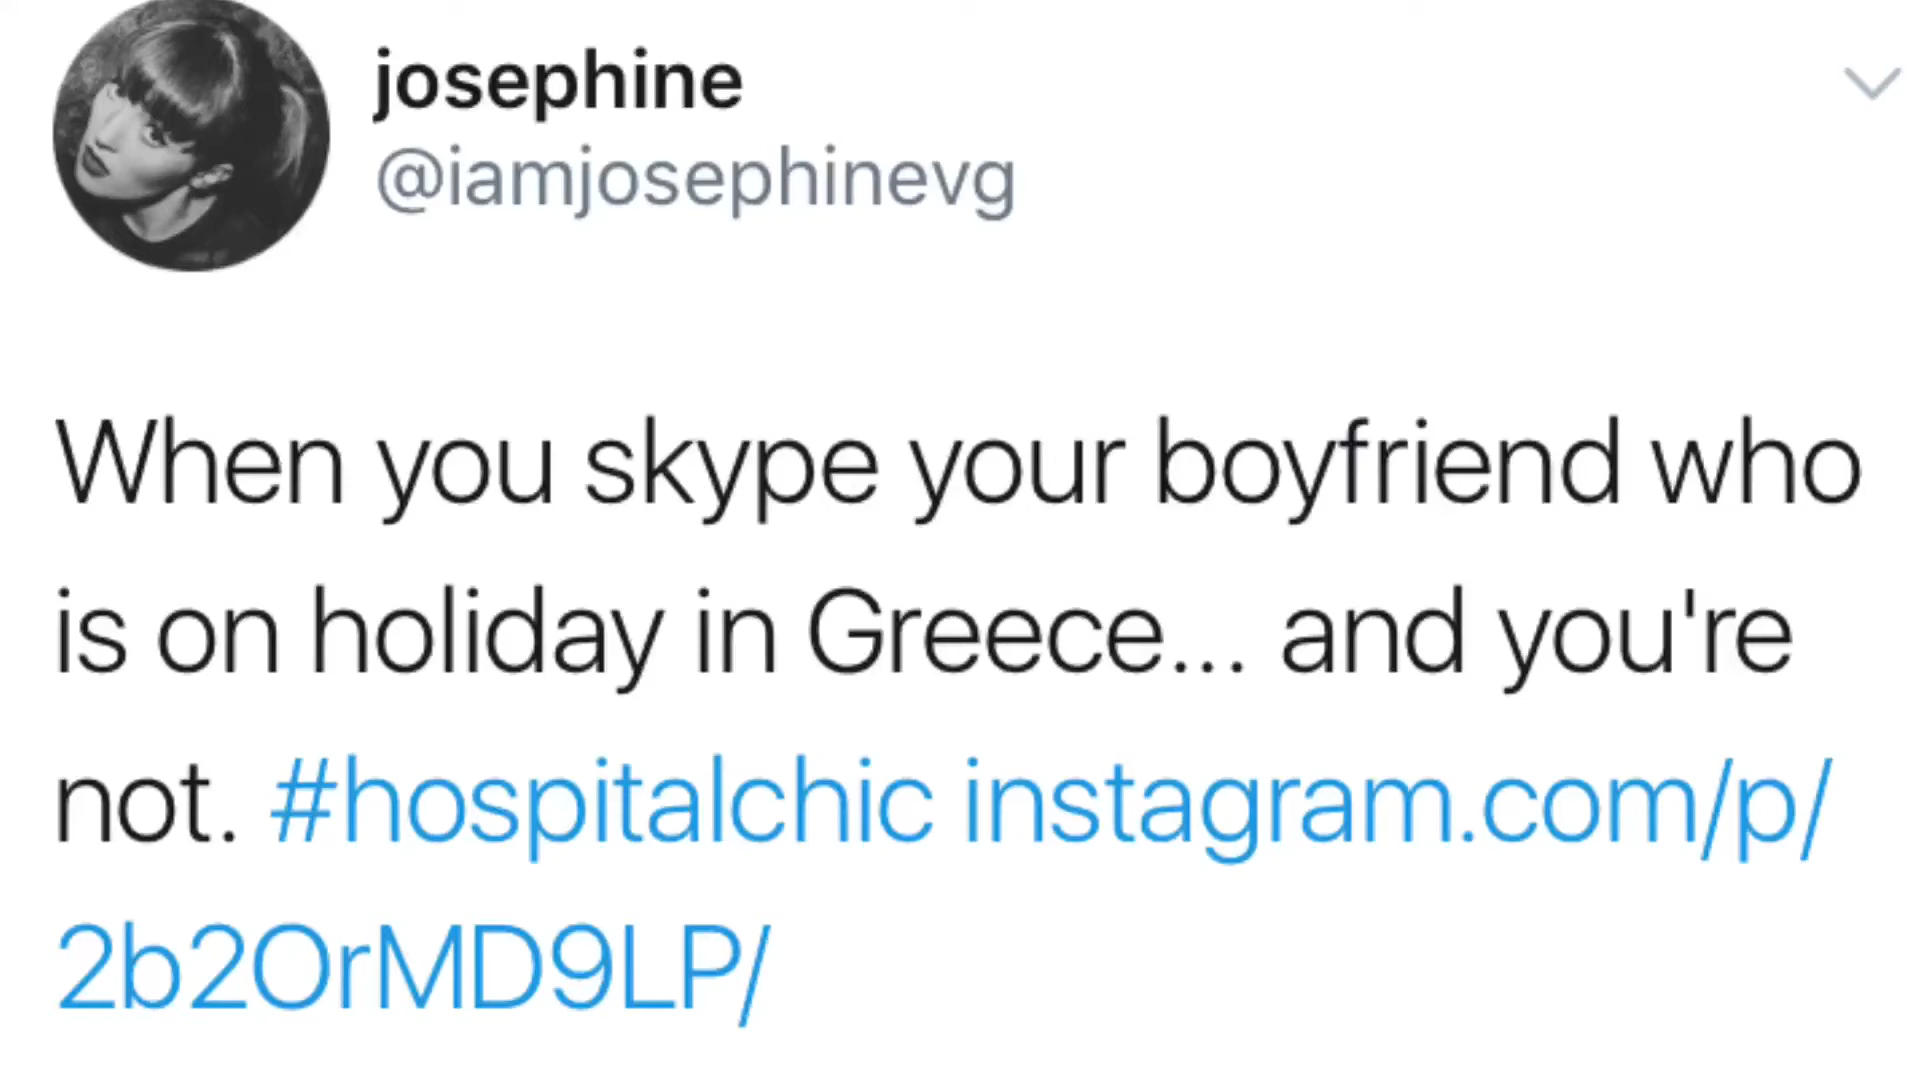 josephine
@iamjosephinevg
When you skype your boyfriend who
is on holiday in Greece... and you're
not. #hospitalchic instagram.com/p/
2b2OrMD9LP/